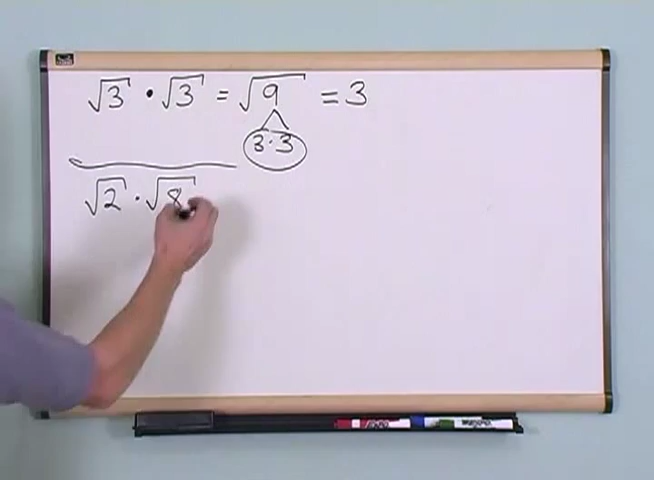 √3 · √3 = √9 = 3
3·3
√2 · √8